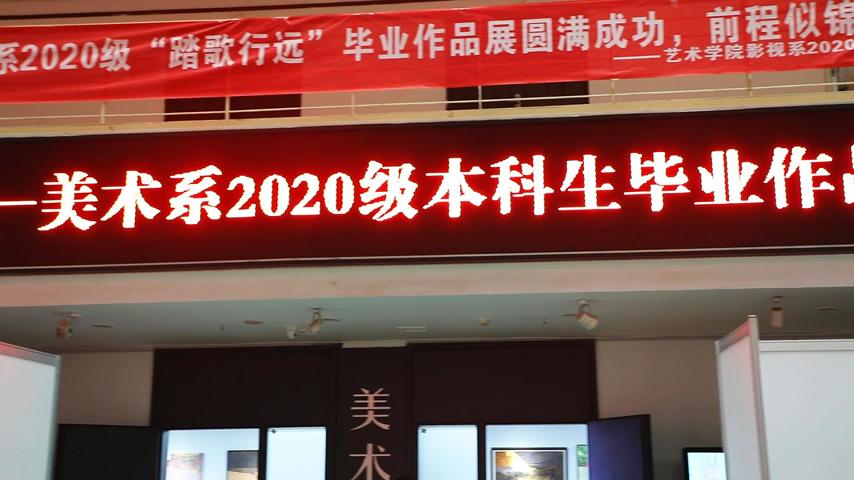 系2020级“踏歌行远”毕业作品展圆满成功，前程似锦
——艺术学院影视系2020
—美术系2020级本科生毕业作品
美术